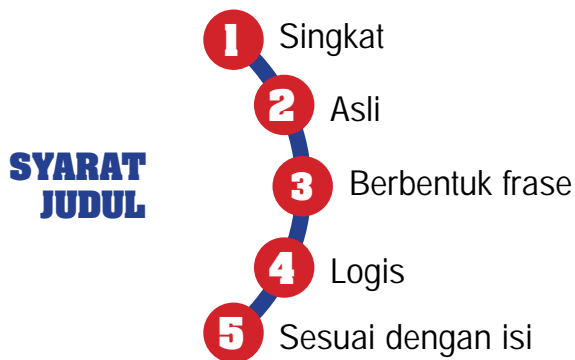 SYARAT
JUDUL
1 Singkat
2 Asli
3 Berbentuk frase
4 Logis
5 Sesuai dengan isi